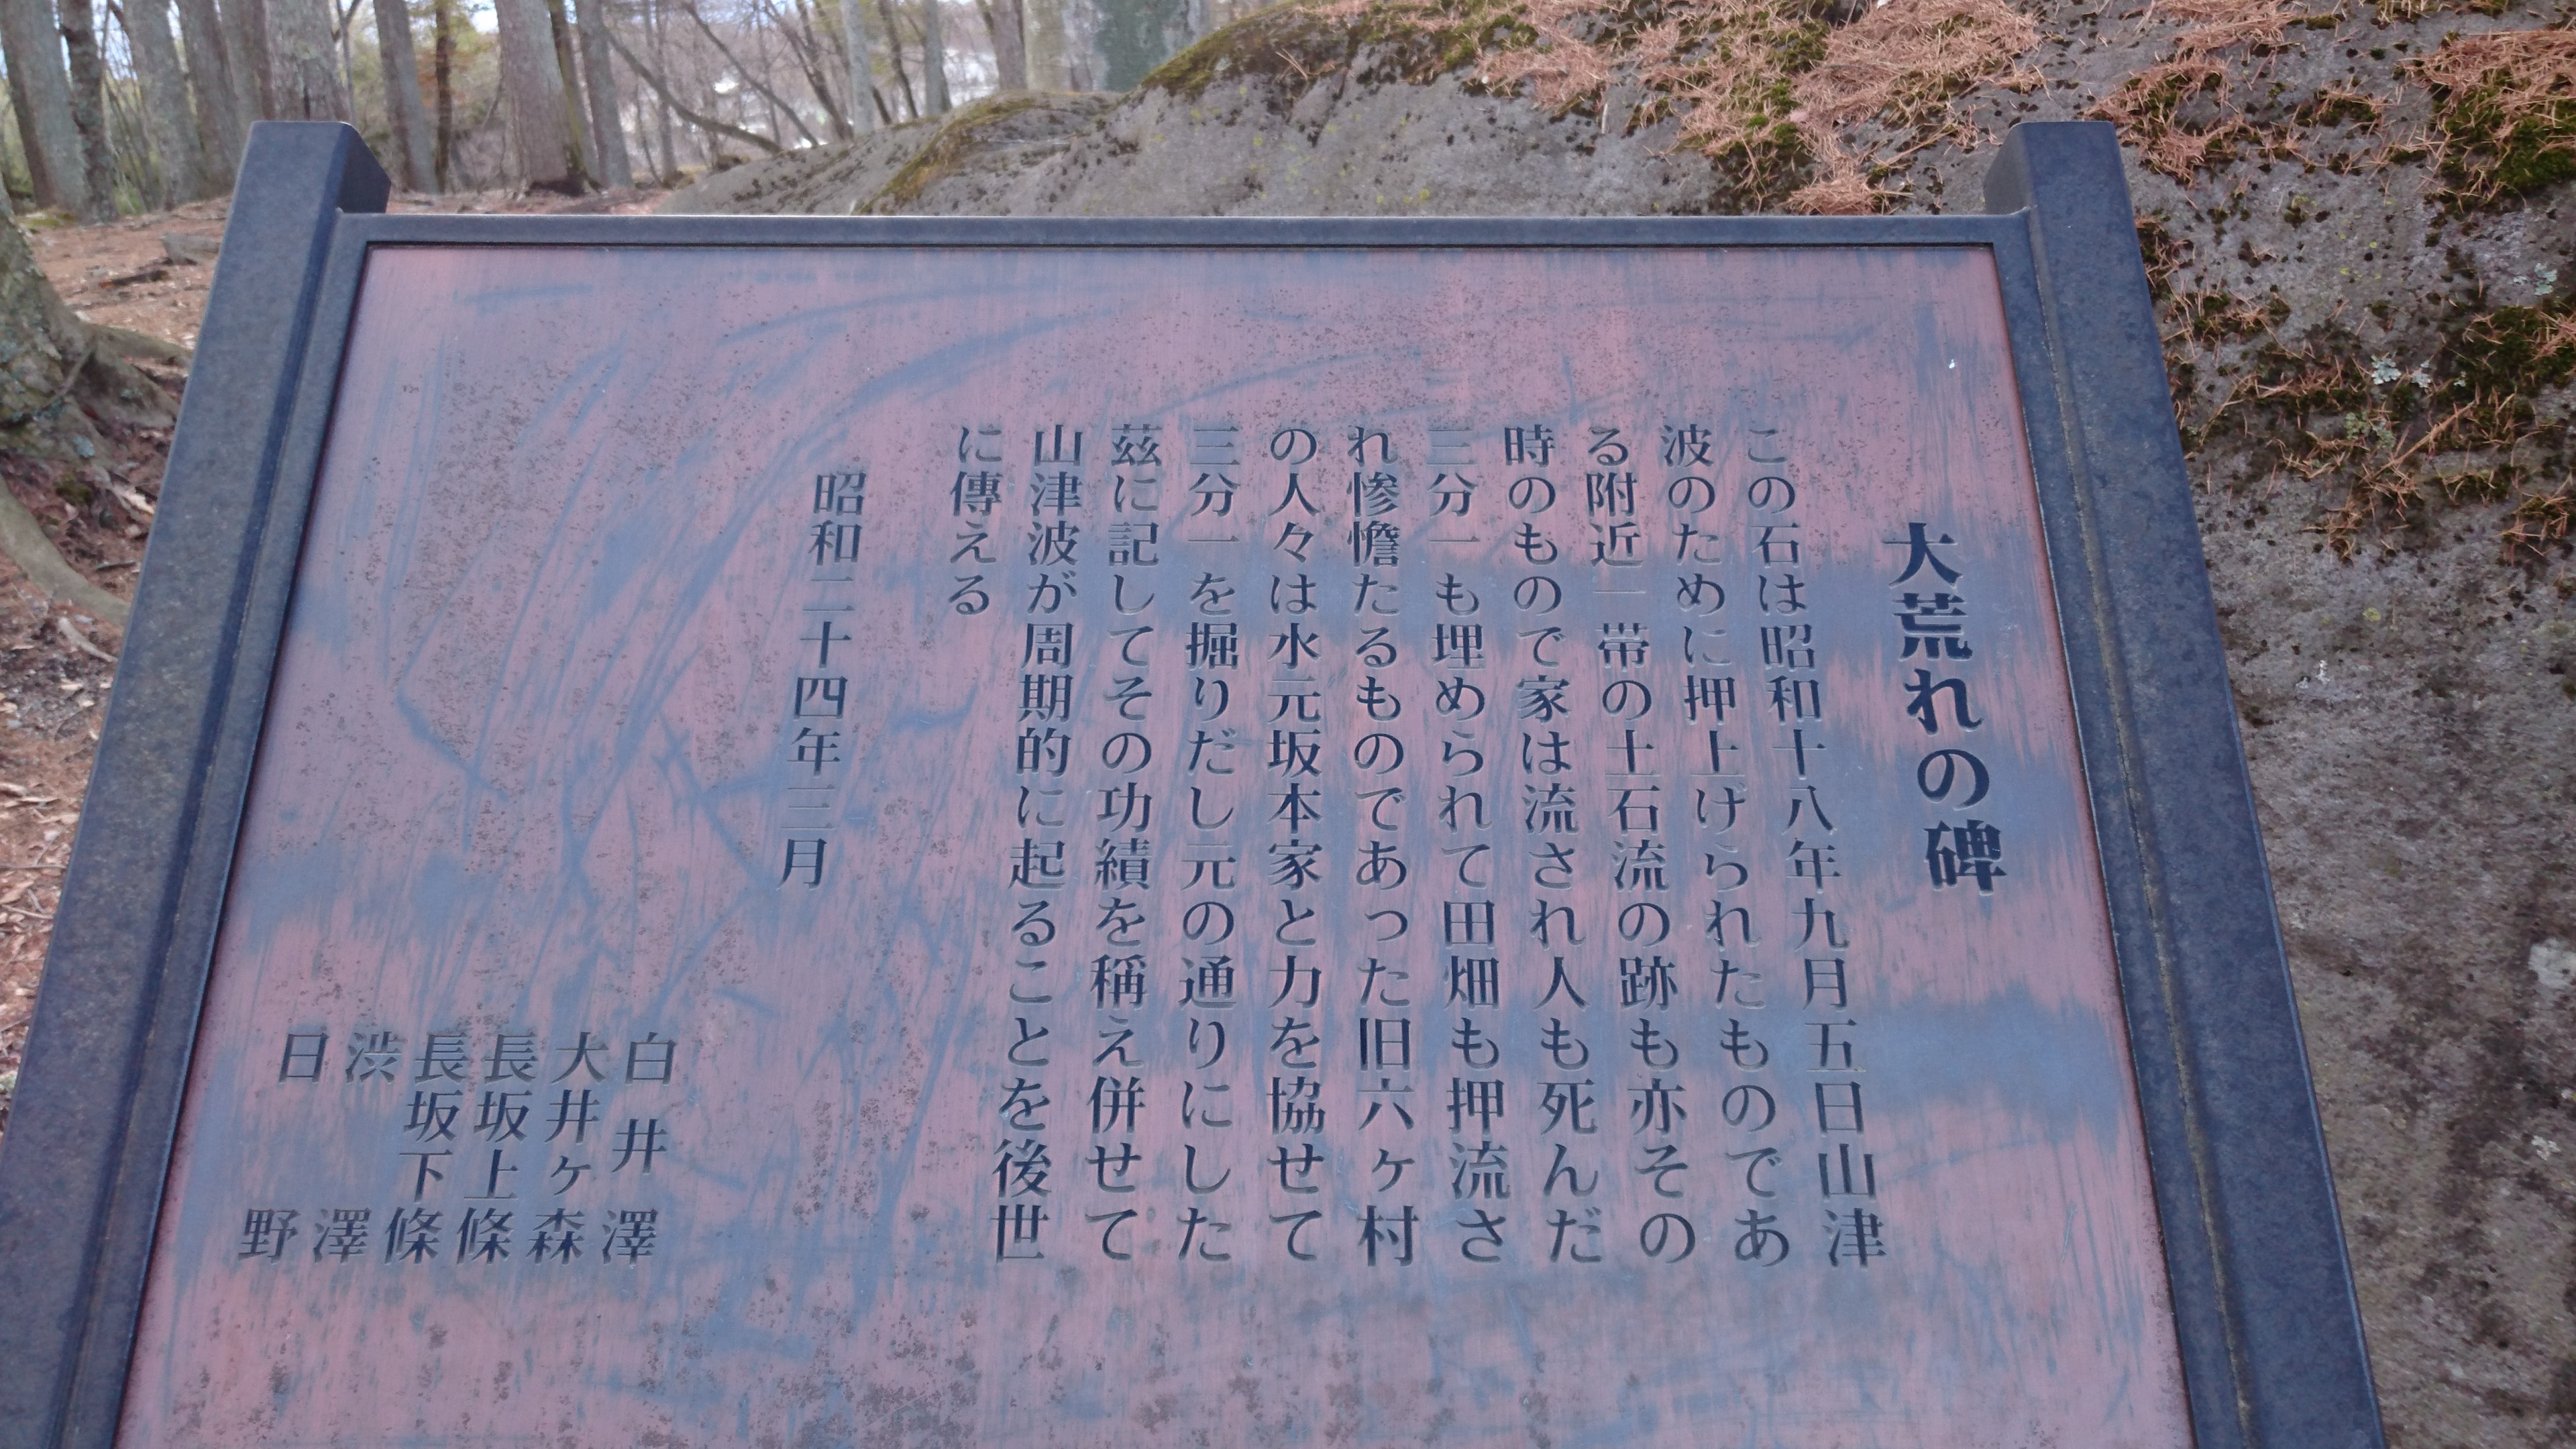 大荒れの碑
この石は昭和十八年九月五日山津
波のために押上げられたものであ
る附近一帯の土石流の跡も亦その
時のもので家は流され人も死んだ
三分一も埋められて田畑も押流さ
れ惨憺たるものであった旧六ヶ村
の人々は水元坂本家と力を協せて
三分一を掘りだし元の通りにした
茲に記してその功績を稱え併せて
山津波が周期的に起ることを後世
に傳える
昭和二十四年三月
白井澤
大井ヶ森
長坂上條
長坂下條
渋澤
日野